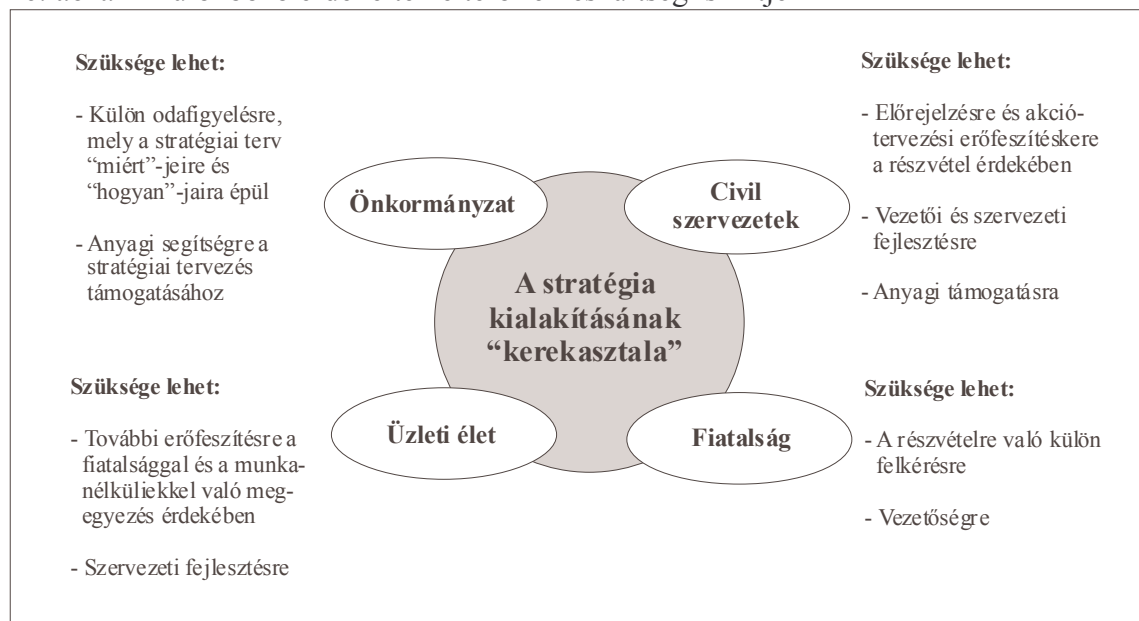 Szüksége lehet:
- Külön odafigyelésre,
mely a stratégiai terv
“miért”-jeire és
“hogyan”-jaira épül
- Anyagi segítségre a
stratégiai tervezés
támogatásához
Önkormányzat
Civil
szervezetek
Szüksége lehet:
- Előrejelzésre és akció-
tervezési erőfeszítéskere
a részvétel érdekében
- Vezetői és szervezeti
fejlesztésre
- Anyagi támogatásra
A stratégia
kialakításának
“kerekasztala”
Szüksége lehet:
- További erőfeszítésre a
fiatalsággal és a munka-
nélküliekkel való meg-
egyezés érdekében
- Szervezeti fejlesztésre
Üzleti élet
Fiatalság
Szüksége lehet:
- A részvételre való külön
felkérésre
- Vezetőségre